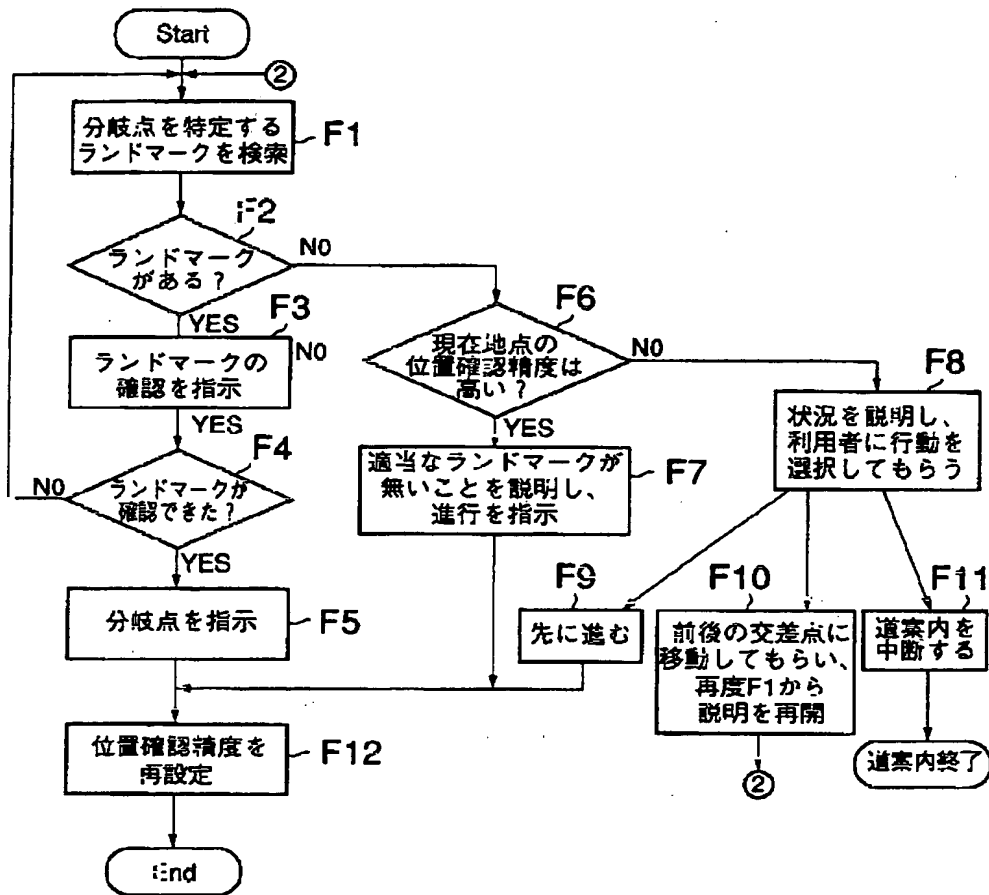 Start
②
分岐点を特定する
ランドマークを検索
F1
F2
ランドマーク
がある?
NO
YES
F3
ランドマークの
確認を指示
NO
YES
F4
ランドマークが
確認できた?
NO
YES
分岐点を指示
F5
F6
現在地点の
位置確認精度は
高い?
NO
YES
適当なランドマークが
無いことを説明し、
進行を指示
F7
F8
状況を説明し、
利用者に行動を
選択してもらう
F9
先に進む
F10
前後の交差点に
移動してもらい、
再度F1から
説明を再開
②
F11
道案内を
中断する
道案内終了
位置確認精度を
再設定
F12
End